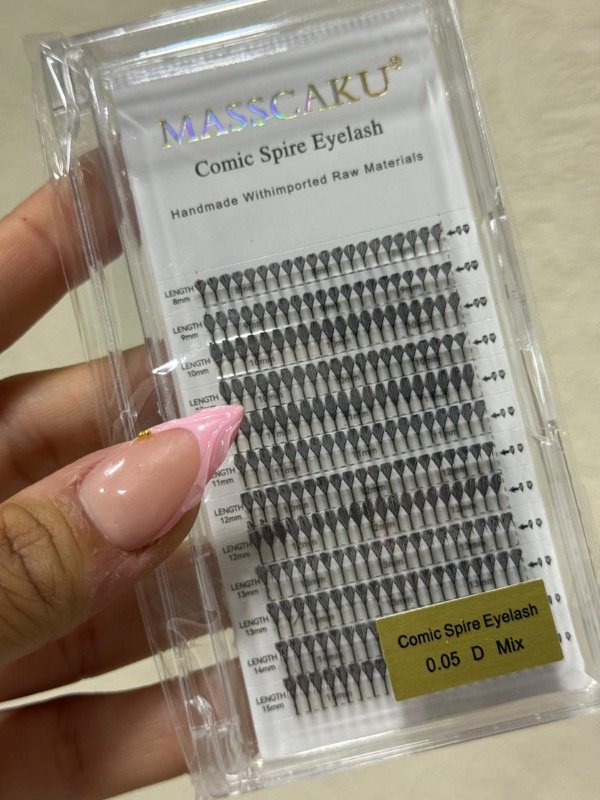 MASSCAKU®
Comic Spire Eyelash
Handmade Withimported Raw Materials
LENGTH
8mm
LENGTH
9mm
LENGTH
10mm
LENGTH
11mm
LENGTH
12mm
LENGTH
12mm
LENGTH
13mm
LENGTH
13mm
LENGTH
14mm
LENGTH
15mm
Comic Spire Eyelash
0.05 D Mix